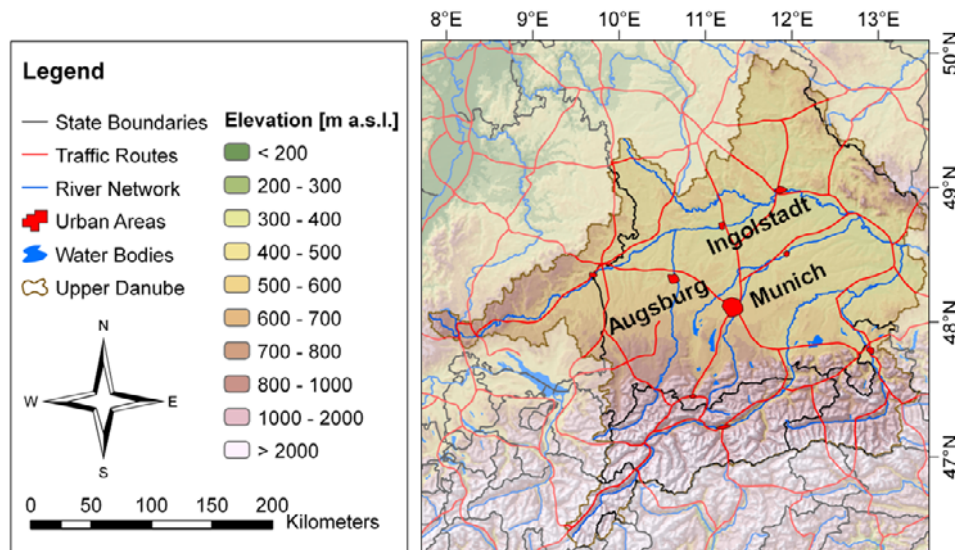 8°E 9°E 10°E 11°E 12°E 13°E
Legend
State Boundaries
Traffic Routes
River Network
Urban Areas
Water Bodies
Upper Danube
Elevation [m a.s.l.]
< 200
200 - 300
300 - 400
400 - 500
500 - 600
600 - 700
700 - 800
800 - 1000
1000 - 2000
> 2000
N
W E
S
0 50 100 150 200
Kilometers
50°N
49°N
48°N
47°N
Ingolstadt
Augsburg
Munich